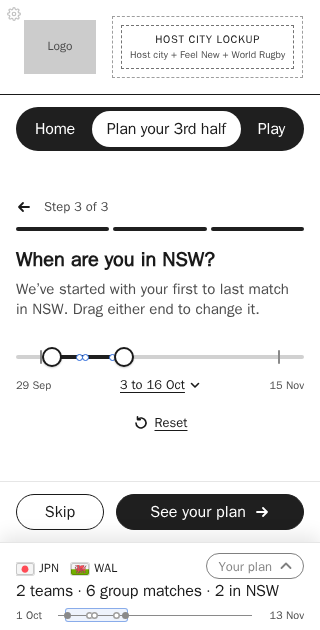 Logo
HOST CITY LOCKUP
Host city + Feel New + World Rugby
Home
Plan your 3rd half
Play
Step 3 of 3
When are you in NSW?
We've started with your first to last match
in NSW. Drag either end to change it.
29 Sep
3 to 16 Oct
15 Nov
Reset
Skip
See your plan
JPN
WAL
Your plan
2 teams · 6 group matches · 2 in NSW
1 Oct
13 Nov